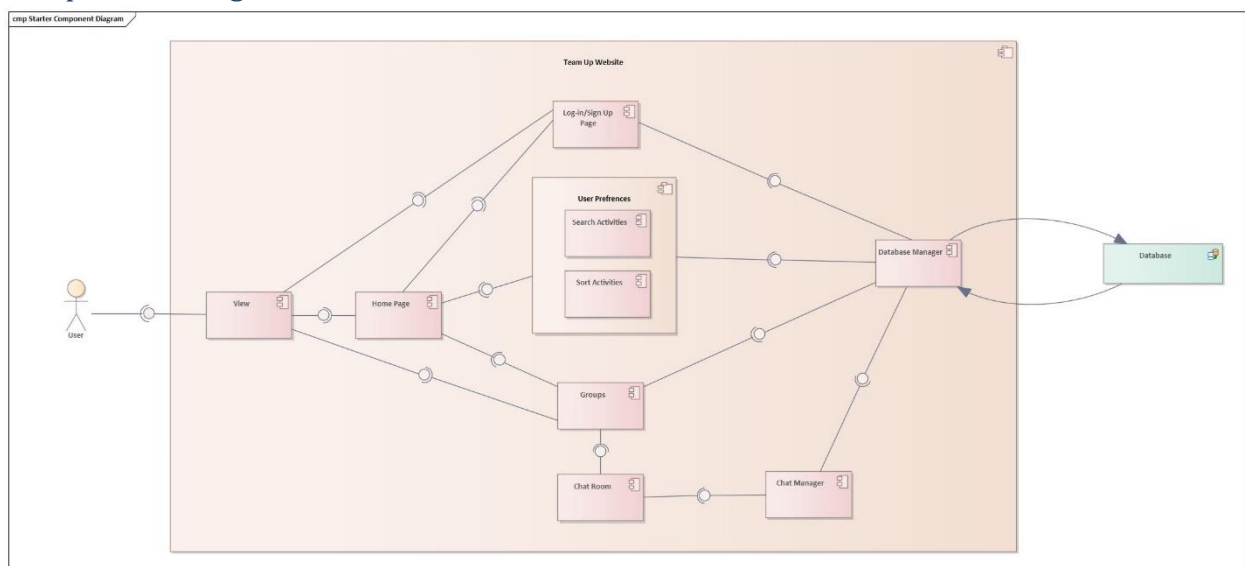 cmp Starter Component Diagram
Team Up Website
Log-in/Sign Up
Page
User Prefrences
Search Activities
Sort Activities
Database Manager
Database
View
Home Page
User
Groups
Chat Room
Chat Manager